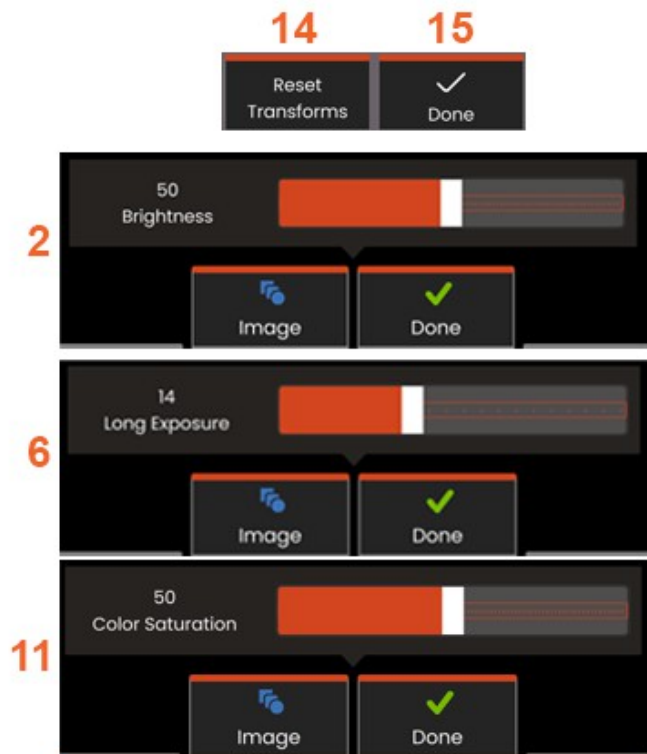 14
15
Reset
Transforms
Done
2
50
Brightness
Image
Done
6
14
Long Exposure
Image
Done
11
50
Color Saturation
Image
Done